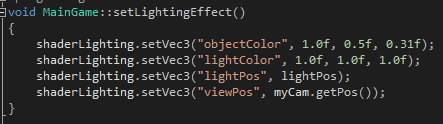 void MainGame::setLightingEffect()
{
shaderLighting.setVec3("objectColor", 1.0f, 0.5f, 0.31f);
shaderLighting.setVec3("lightColor", 1.0f, 1.0f, 1.0f);
shaderLighting.setVec3("lightPos", lightPos);
shaderLighting.setVec3("viewPos", myCam.getPos());
}